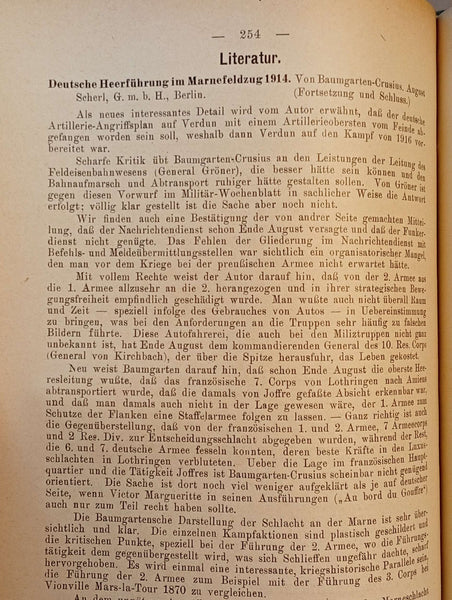 — 254 —
Literatur.
Deutsche Heerführung im Marnefeldzug 1914. Von Baumgarten-Crusius. August
Scherl, G. m. b. H., Berlin. (Fortsetzung und Schluss.)
Als neues interessantes Detail wird vom Autor erwähnt, daß der deutsche
Artillerie-Angriffsplan auf Verdun mit einem Artillerieobersten vom Feinde ab-
gefangen worden sein soll, weshalb dann Verdun auf den Kampf von 1916 vor-
bereitet war.
Scharfe Kritik übt Baumgarten-Crusius an den Leistungen der Leitung des
Feldeisenbahnwesens (General Gröner), die besser hätte sein können und den
Bahnaufmarsch und Abtransport ruhiger hätte gestalten sollen. Von Gröner ist
gegen diesen Vorwurf im Militär-Wochenblatt in sachlicher Weise die Antwort
erfolgt; völlig klar gestellt ist die Sache aber noch nicht.
Wir finden auch eine Bestätigung der von andrer Seite gemachten Mittei-
lung, daß der Nachrichtendienst schon Ende August versagte und daß der Funker-
dienst nicht genügte. Das Fehlen der Gliederung im Nachrichtendienst mit
Befehls- und Meldeübermittlungsstellen war sichtlich ein organisatorischer Mangel,
den man vor dem Kriege bei der preußischen Armee nicht erwartet hätte.
Mit vollem Rechte weist der Autor darauf hin, daß von der 2. Armee aus
die 1. Armee allzusehr an die 2. herangezogen und in ihrer strategischen Bewe-
gungsfreiheit empfindlich geschädigt wurde. Man wußte auch nicht überall Raum
und Zeit — speziell infolge des Gebrauches von Autos — in Uebereinstimmung
zu bringen, was bei den Anforderungen an die Truppen sehr häufig zu falschen
Bildern führte. Diese Autofahrerei, die auch bei den Miliztruppen nicht ganz
unbekannt ist, hat Ende August dem kommandierenden General des 10. Res. Corps
(General von Kirchbach), der über die Spitze herausfuhr, das Leben gekostet.
Neu weist Baumgarten darauf hin, daß schon Ende August die oberste Hee-
resleitung wußte, daß das französische 7. Corps von Lothringen nach Amiens
abtransportiert wurde, daß die damals von Joffre gefaßte Absicht erkennbar war,
und daß man damals auch nicht in der Lage gewesen wäre, der 1. Armee zum
Schutze der Flanken eine Staffelarmee folgen zu lassen. — Ganz richtig ist auch
die Gegenüberstellung, daß von der französischen 1. und 2. Armee, 7 Armeecorps
und 2 Res. Div. zur Entscheidungsschlacht abgegeben wurden, während der Rest,
die 6. und 7. deutsche Armee fesseln konnten, deren beste Kräfte in den Luxus-
schlachten in Lothringen verbluteten. Ueber die Lage im französischen Haupt-
quartier und die Tätigkeit Joffres ist Baumgarten-Crusius scheinbar nicht genügend
orientiert. Die Sache ist dort noch viel weniger aufgeklärt als je auf deutscher
Seite, wenn Victor Margueritte in seinen Ausführungen („Au bord du Gouffre")
auch nur zum Teil recht haben sollte.
Die Baumgartensche Darstellung der Schlacht an der Marne ist sehr über-
sichtlich und klar. Die einzelnen Kampfaktionen sind plastisch geschildert und
die kritischen Punkte, speziell bei der Führung der 2. Armee, wo die Führungs-
tätigkeit dem gegenübergestellt wird, was sich Schlieffen ungefähr dachte, scharf
hervorgehoben. Es wird einmal eine interessante, kriegshistorische Parallele sein,
die Führung der 2. Armee zum Beispiel mit der Führung des 3. Corps bei
Vionville Mars-la-Tour 1870 zu vergleichen.